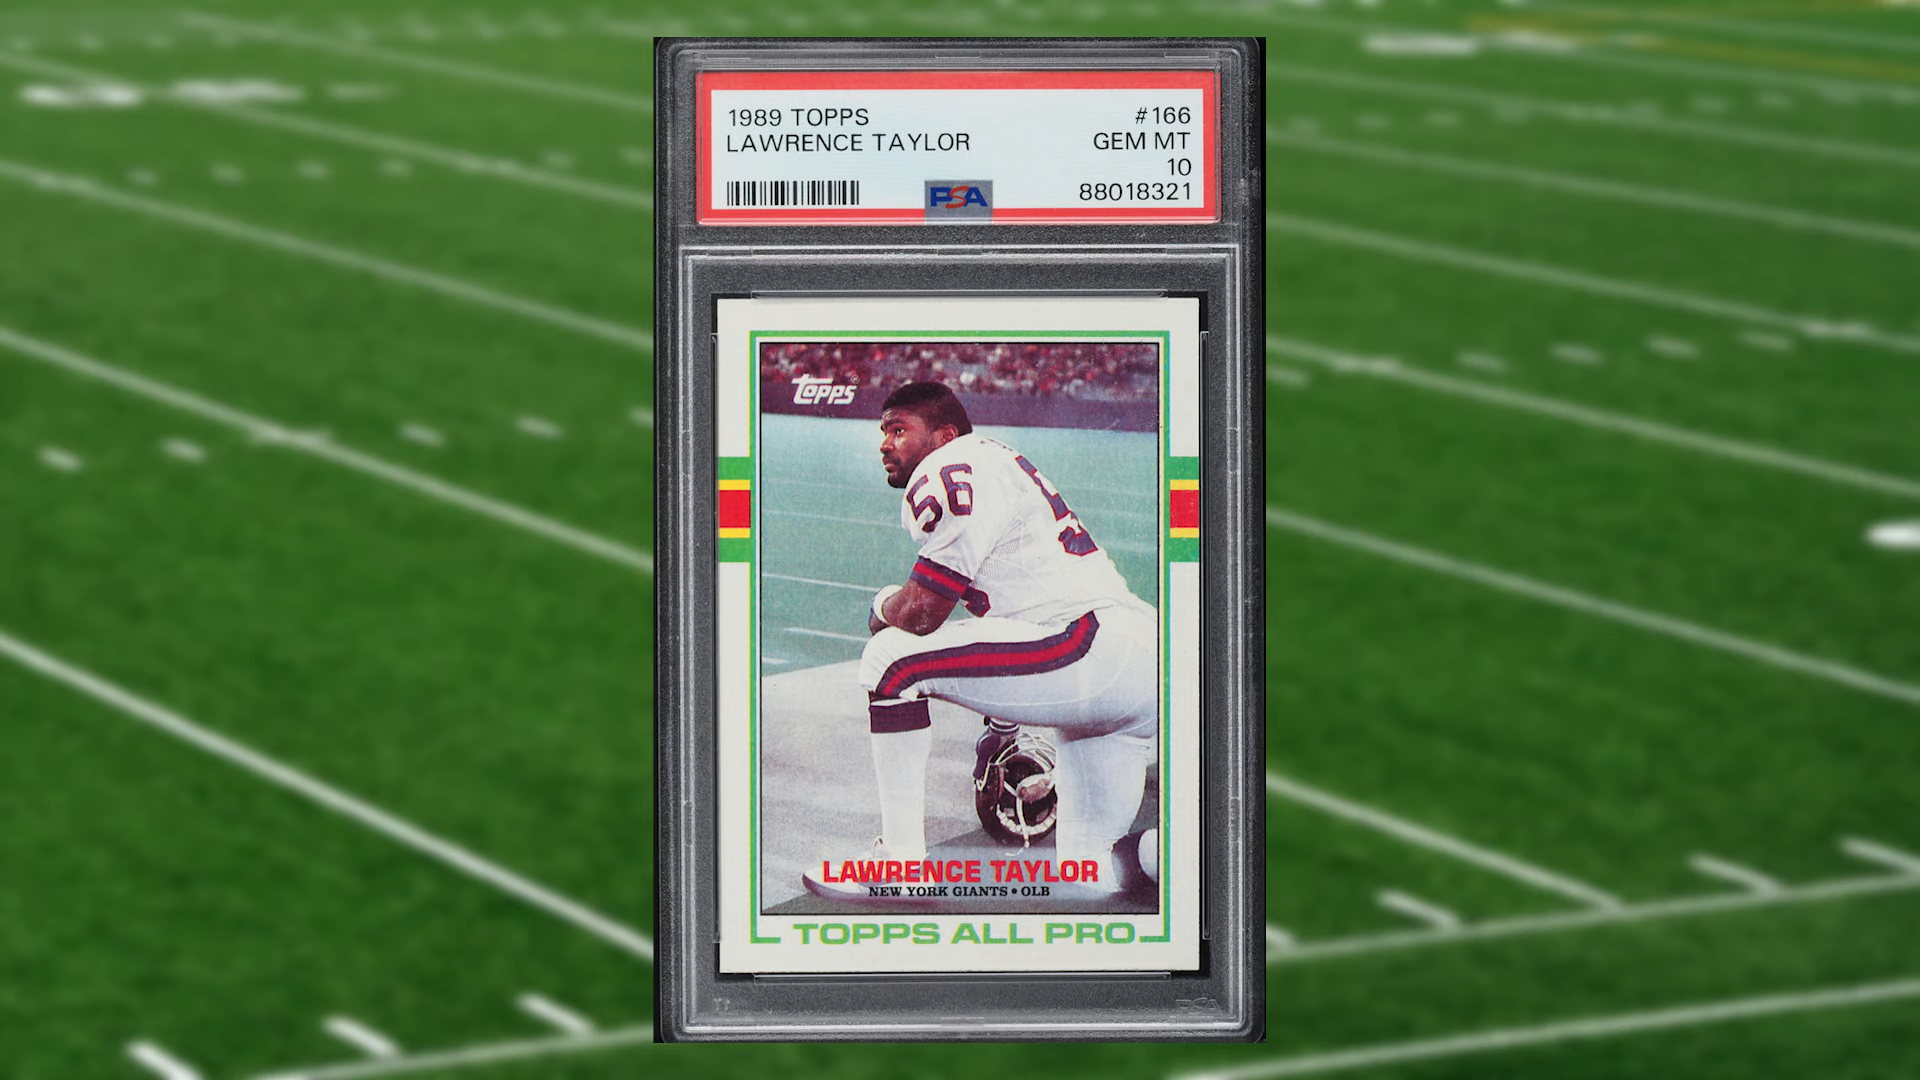 1989 TOPPS #166
LAWRENCE TAYLOR GEM MT
10
PSA 88018321
Topps
56
LAWRENCE TAYLOR
NEW YORK GIANTS • OLB
TOPPS ALL PRO
PSA